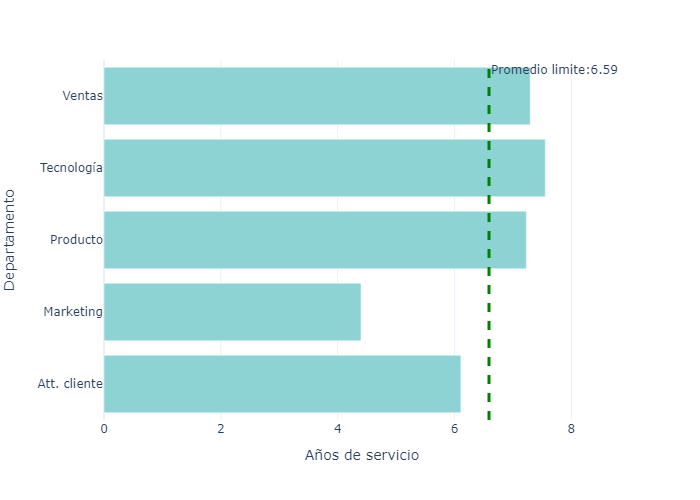 Promedio limite:6.59
Ventas
Tecnología
Producto
Marketing
Att. cliente
Departamento
0 2 4 6 8
Años de servicio